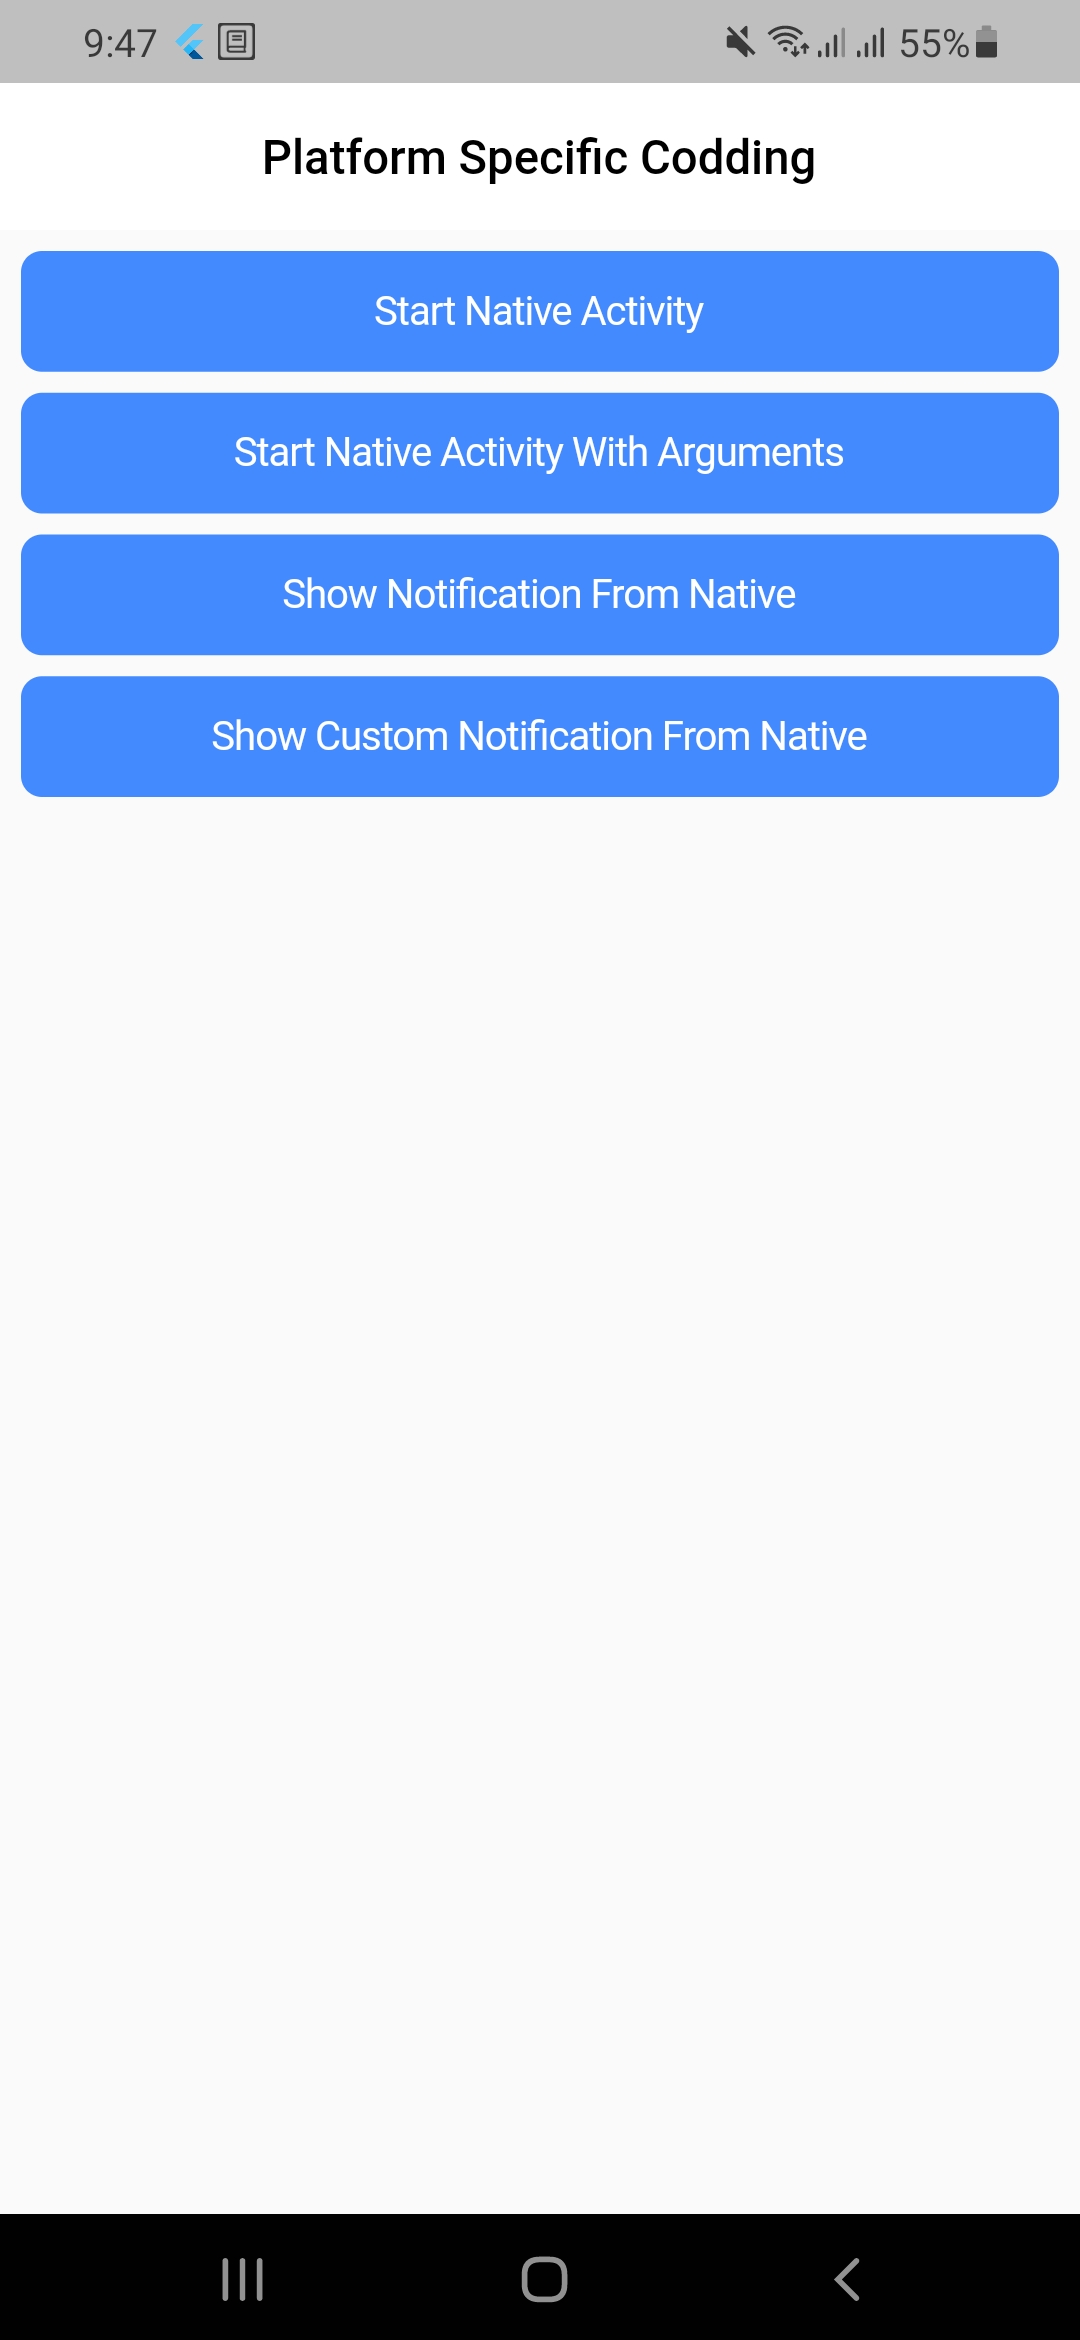 9:47 55%
Platform Specific Codding
Start Native Activity
Start Native Activity With Arguments
Show Notification From Native
Show Custom Notification From Native